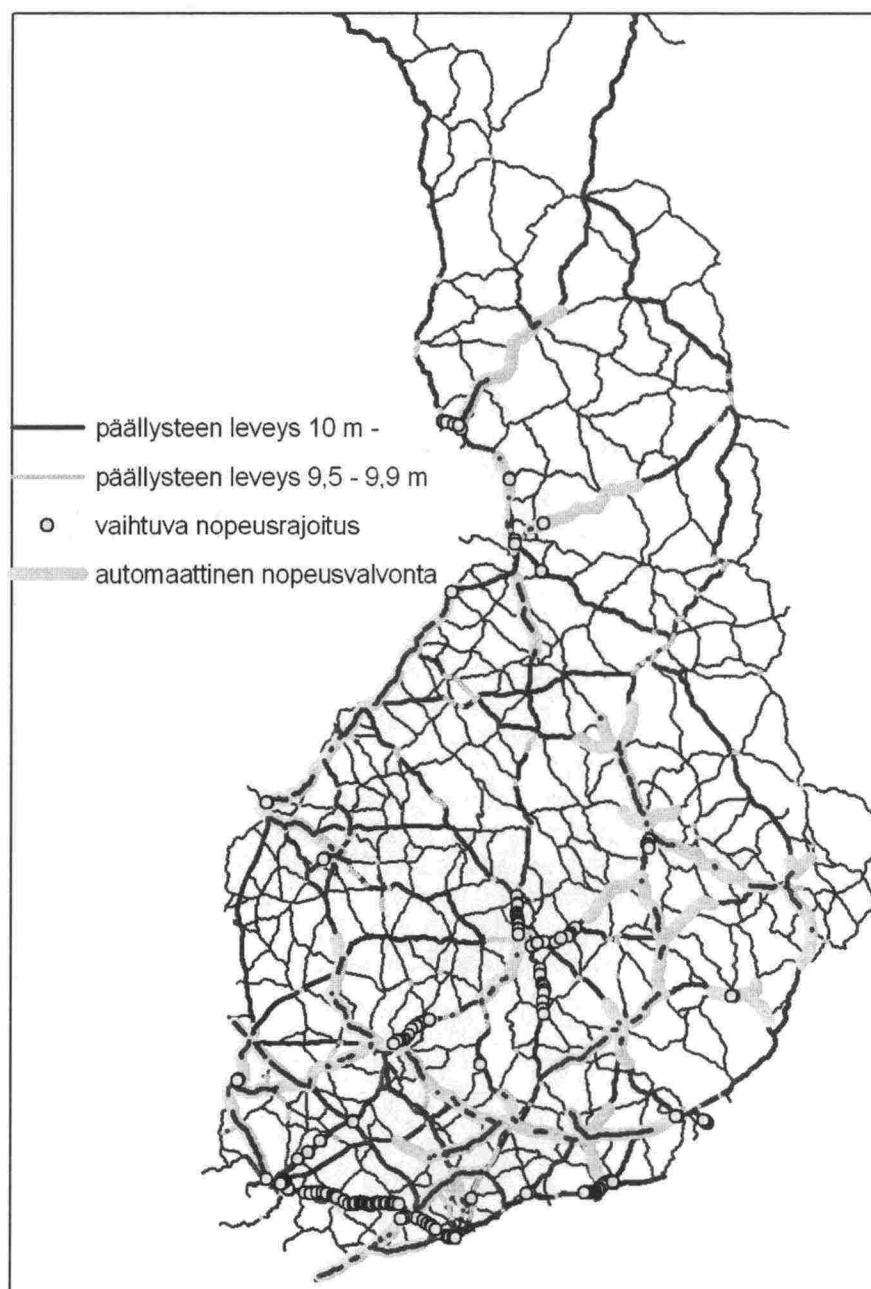 päällysteen leveys 10 m -
päällysteen leveys 9,5 - 9,9 m
vaihtuva nopeusrajoitus
automaattinen nopeusvalvonta